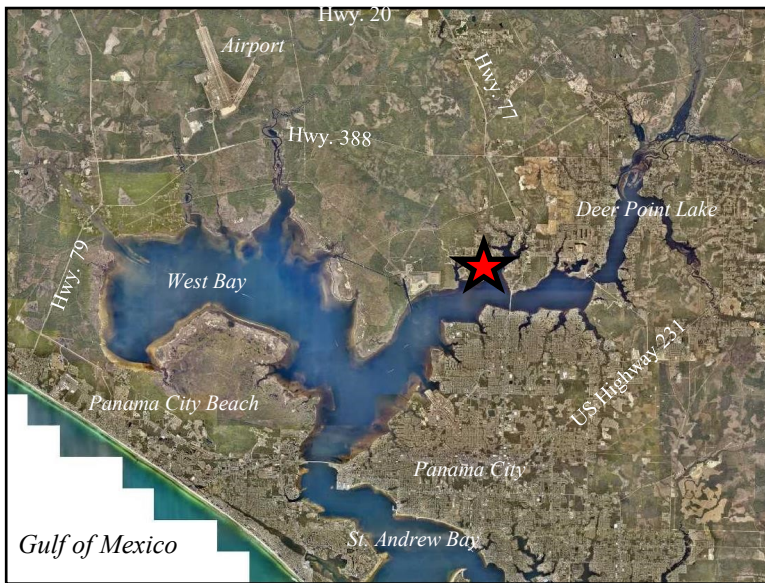 Hwy. 20
Airport
Hwy. 77
Hwy. 388
Deer Point Lake
Hwy. 79
West Bay
US Highway 231
Panama City Beach
Panama City
Gulf of Mexico
St. Andrew Bay